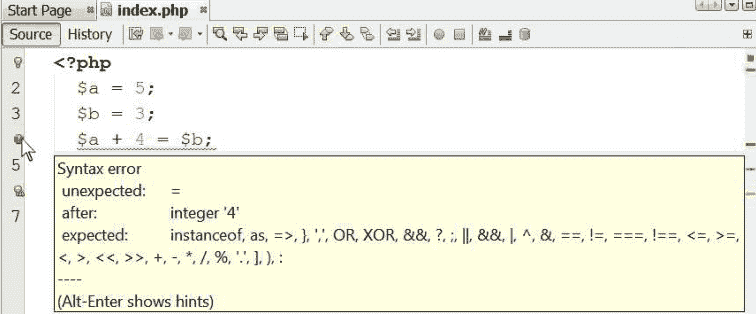 Start Page index.php
Source History
<?php
2 $a = 5;
3 $b = 3;
$a + 4 = $b;
5 Syntax error
unexpected: =
after: integer '4'
7 expected: instanceof, as, =>, }, ',', OR, XOR, &&, ?, ;, ||, &&, |, ^, &, ==, !=, ===, !==, <=, >=,
<, >, <<, >>, +, -, *, /, %, '.', ], ), :
----
(Alt-Enter shows hints)